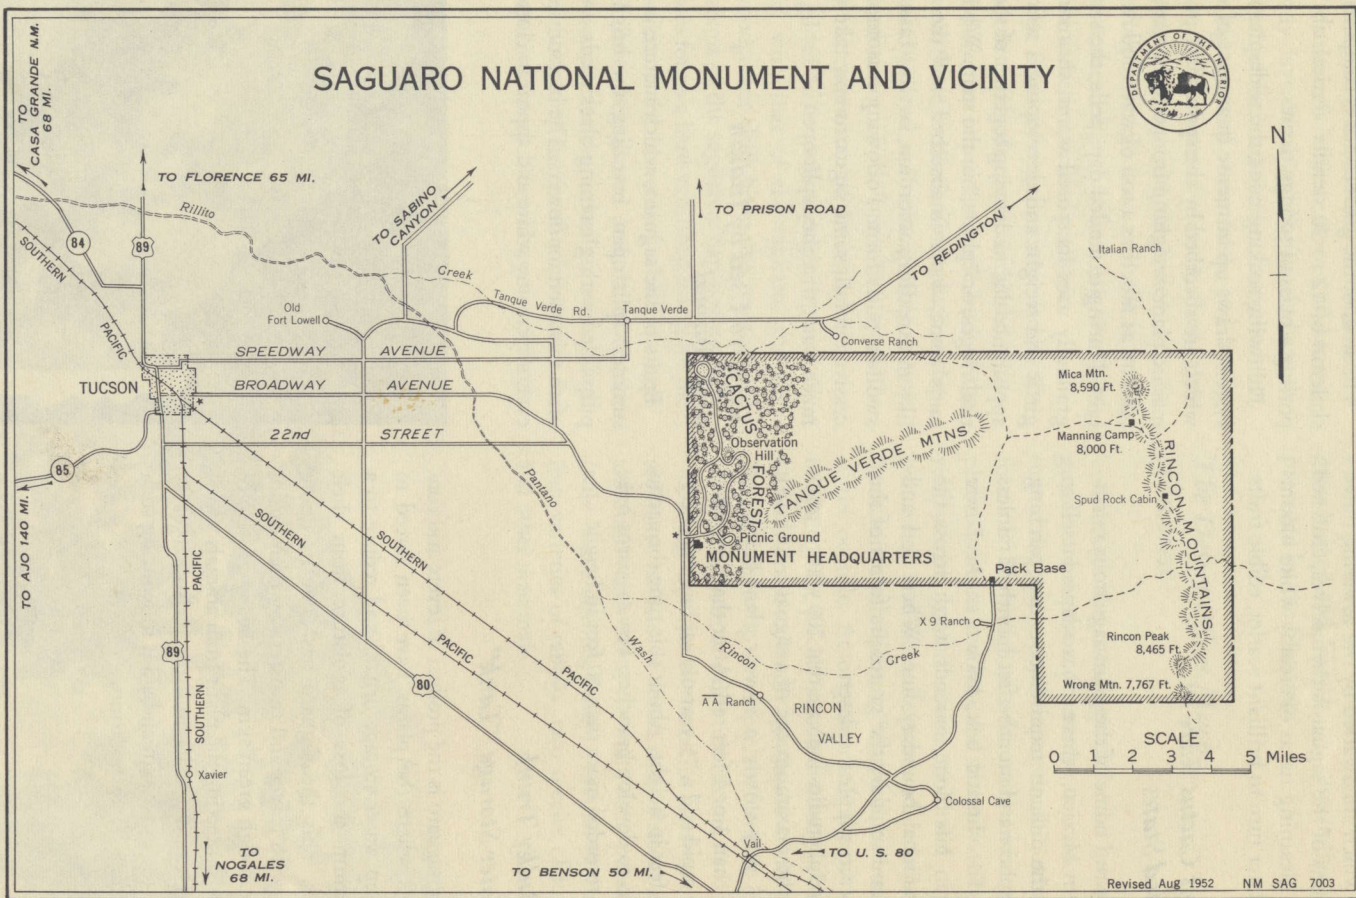 SAGUARO NATIONAL MONUMENT AND VICINITY
DEPARTMENT OF THE INTERIOR
N
TO
CASA GRANDE N.M.
68 MI.
TO FLORENCE 65 MI.
Rillito
TO SABINO
CANYON
TO PRISON ROAD
TO REDINGTON
Italian Ranch
84
89
SOUTHERN
PACIFIC
Creek
Old
Fort Lowell
Tanque Verde Rd.
Tanque Verde
Converse Ranch
SPEEDWAY AVENUE
TUCSON
BROADWAY AVENUE
22nd STREET
CACTUS
FOREST
Observation
Hill
TANQUE VERDE MTNS
Mica Mtn.
8,590 Ft.
Manning Camp
8,000 Ft.
RINCON MOUNTAINS
Spud Rock Cabin
85
TO AJO 140 MI.
Pantano
Wash
SOUTHERN
PACIFIC
SOUTHERN
PACIFIC
Picnic Ground
MONUMENT HEADQUARTERS
Pack Base
X 9 Ranch
PACIFIC
SOUTHERN
89
80
Rincon
Creek
Rincon Peak
8,465 Ft.
Wrong Mtn. 7,767 Ft.
A A Ranch
RINCON
VALLEY
SCALE
0 1 2 3 4 5 Miles
Xavier
Colossal Cave
Vail
TO U. S. 80
TO
NOGALES
68 MI.
TO BENSON 50 MI.
Revised Aug 1952 NM SAG 7003